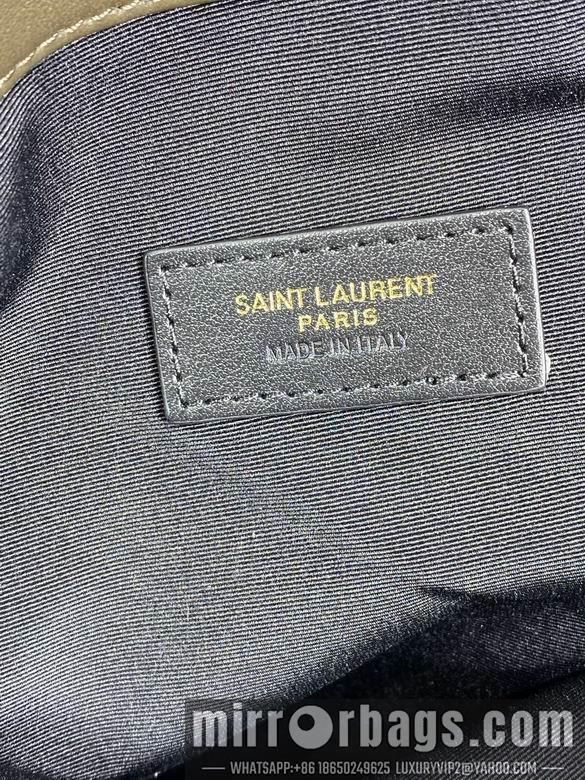 SAINT LAURENT
PARIS
MADE IN ITALY
mirrorbags.com
WHATSAPP:+86 18650249625 LUXURYVIP2@YAHOO.COM